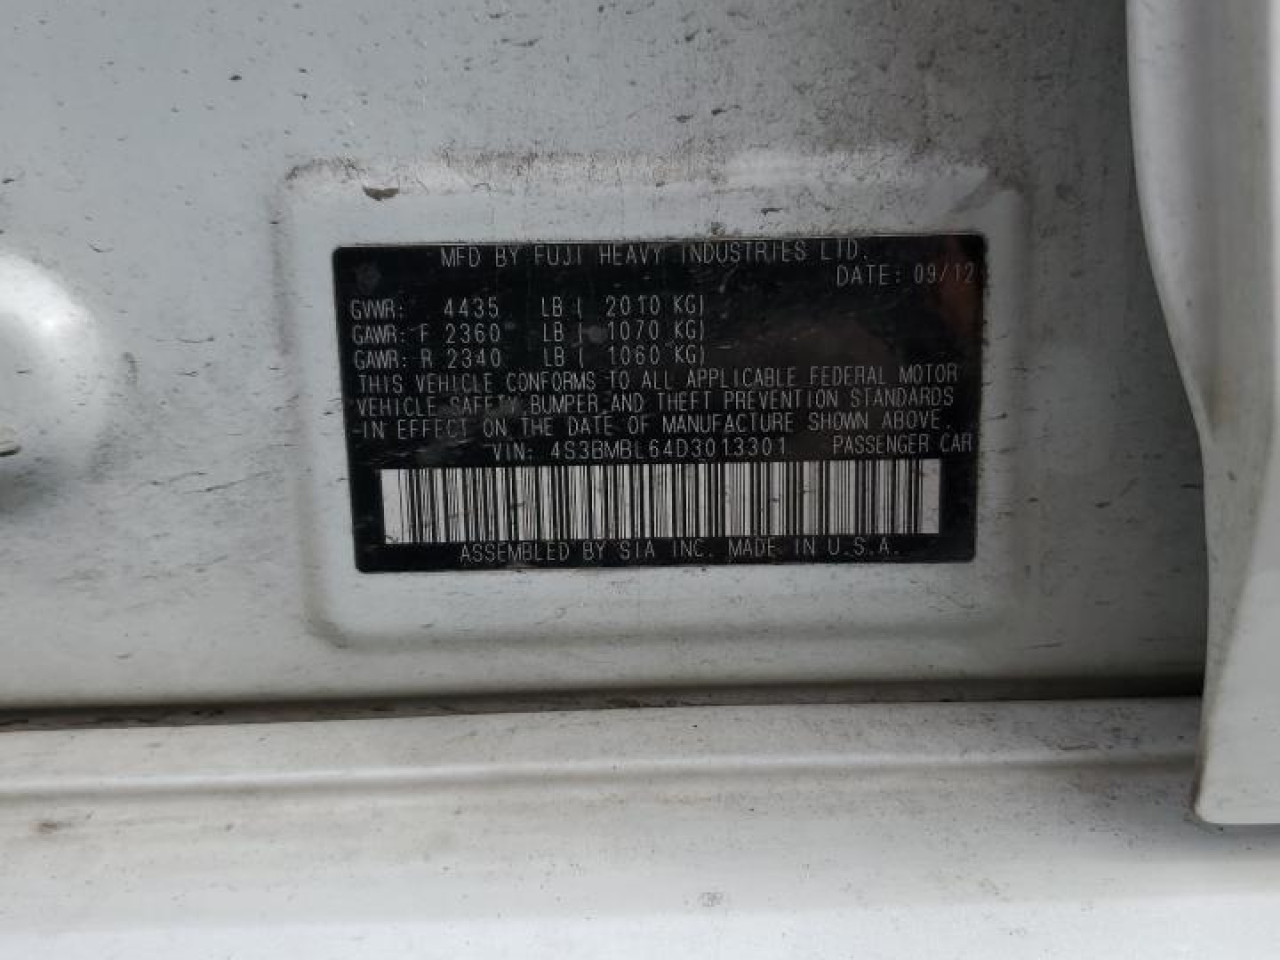 MFD BY FUJI HEAVY INDUSTRIES LTD.
DATE: 09/12
GVWR: 4435 LB ( 2010 KG)
GAWR: F 2360 LB ( 1070 KG)
GAWR: R 2340 LB ( 1060 KG)
THIS VEHICLE CONFORMS TO ALL APPLICABLE FEDERAL MOTOR
VEHICLE SAFETY, BUMPER AND THEFT PREVENTION STANDARDS
IN EFFECT ON THE DATE OF MANUFACTURE SHOWN ABOVE.
VIN: 4S3BMBL64D3013301 PASSENGER CAR
ASSEMBLED BY SIA INC. MADE IN U.S.A.